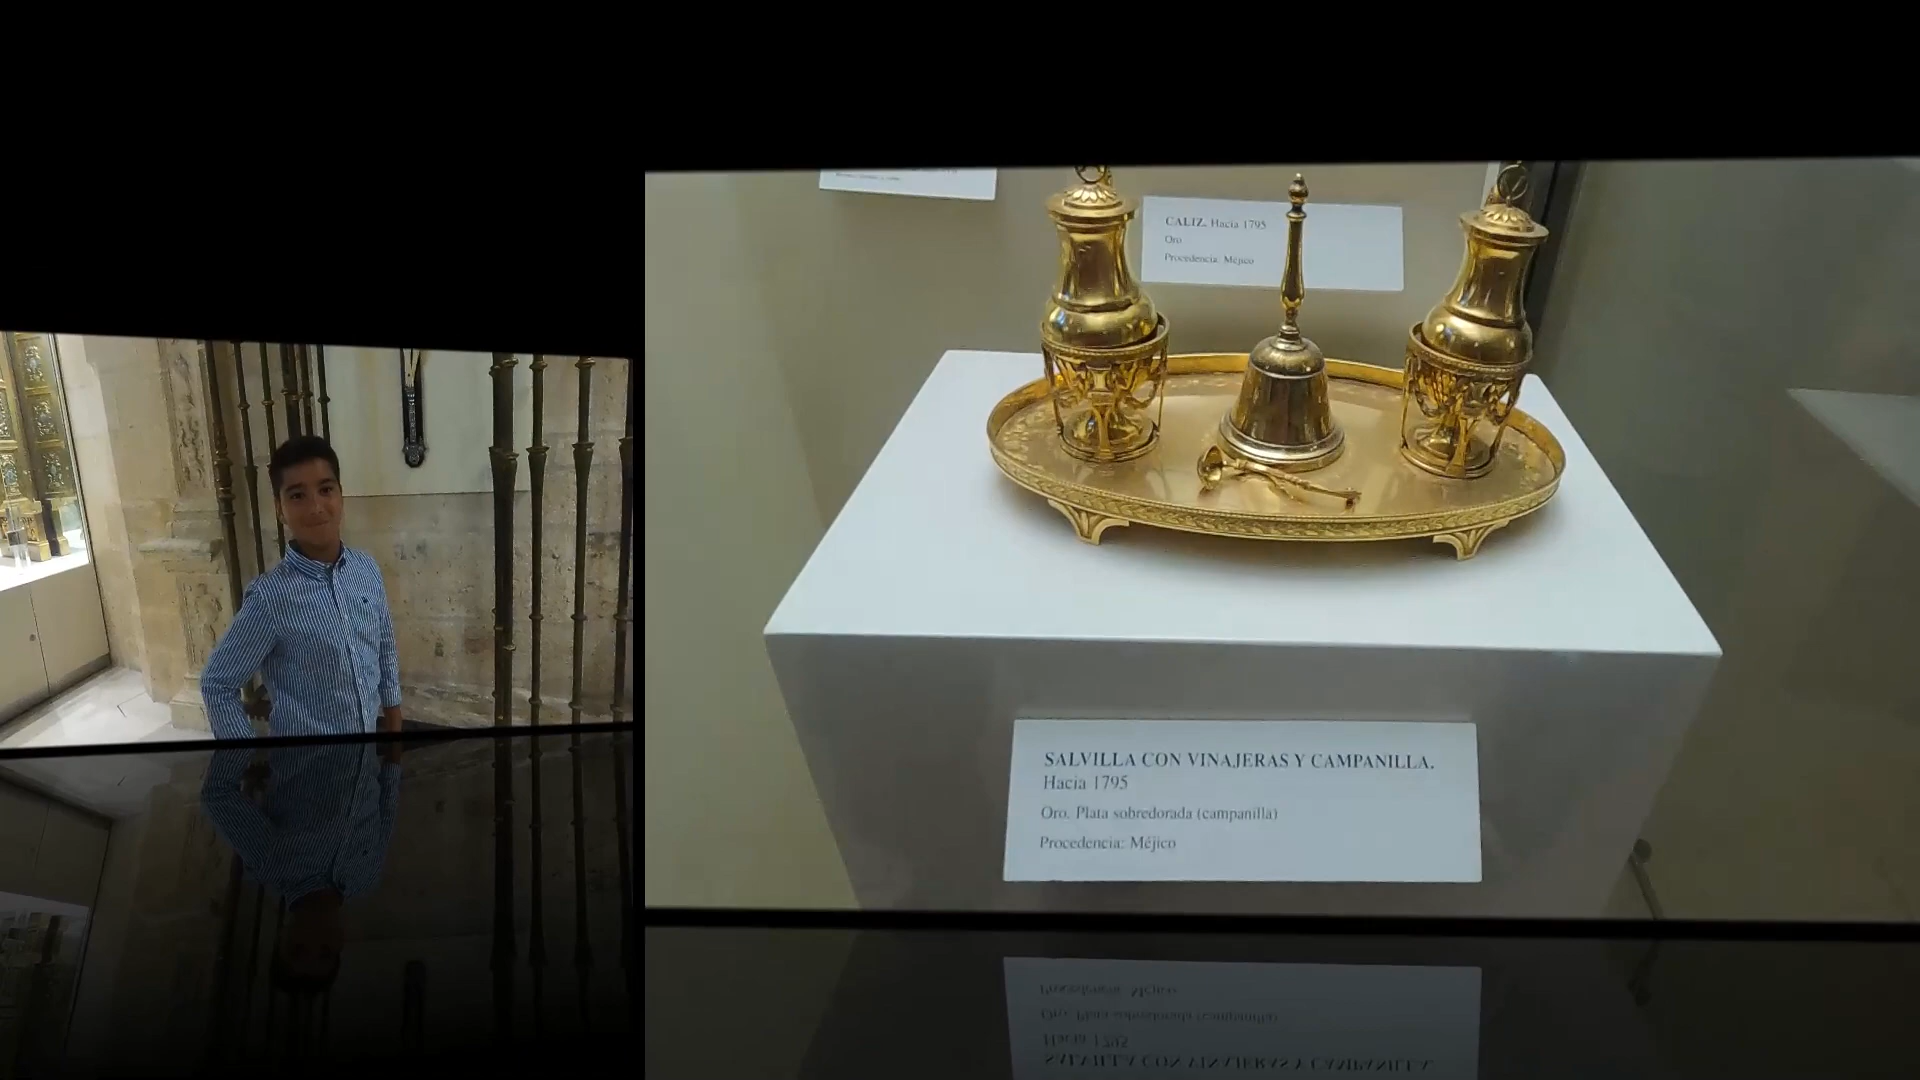 CALIZ. Hacia 1795
Oro
Procedencia: Méjico
SALVILLA CON VINAJERAS Y CAMPANILLA.
Hacia 1795
Oro. Plata sobredorada (campanilla)
Procedencia: Méjico